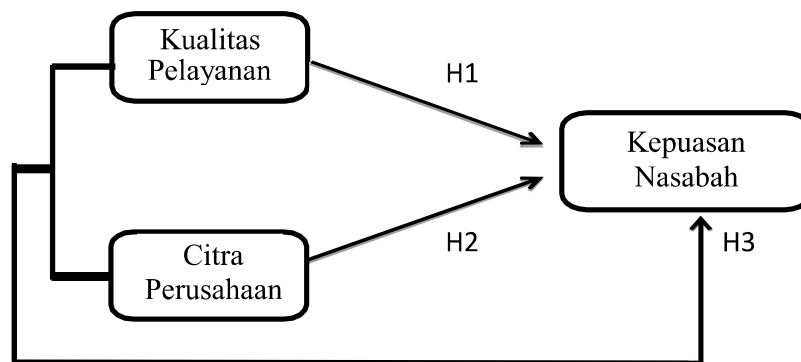 Kualitas
Pelayanan
H1
Kepuasan
Nasabah
Citra
Perusahaan
H2
H3